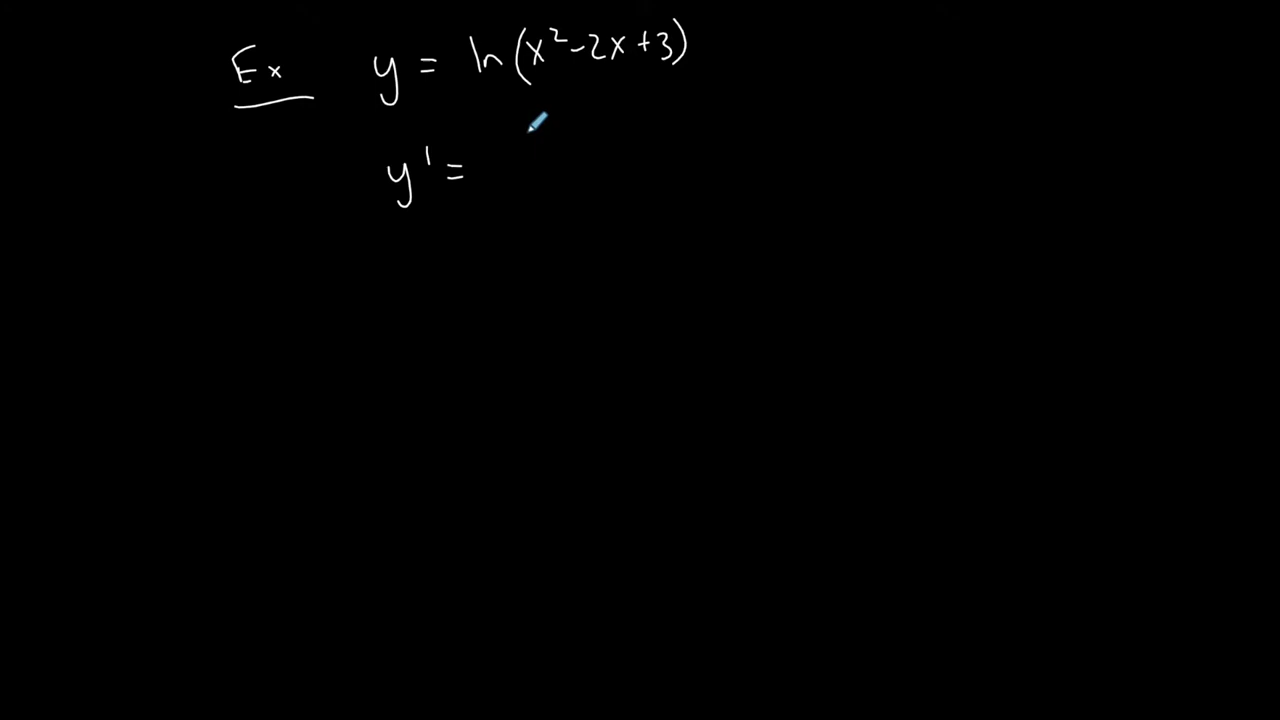 Ex y = ln(x²-2x+3)
y' =